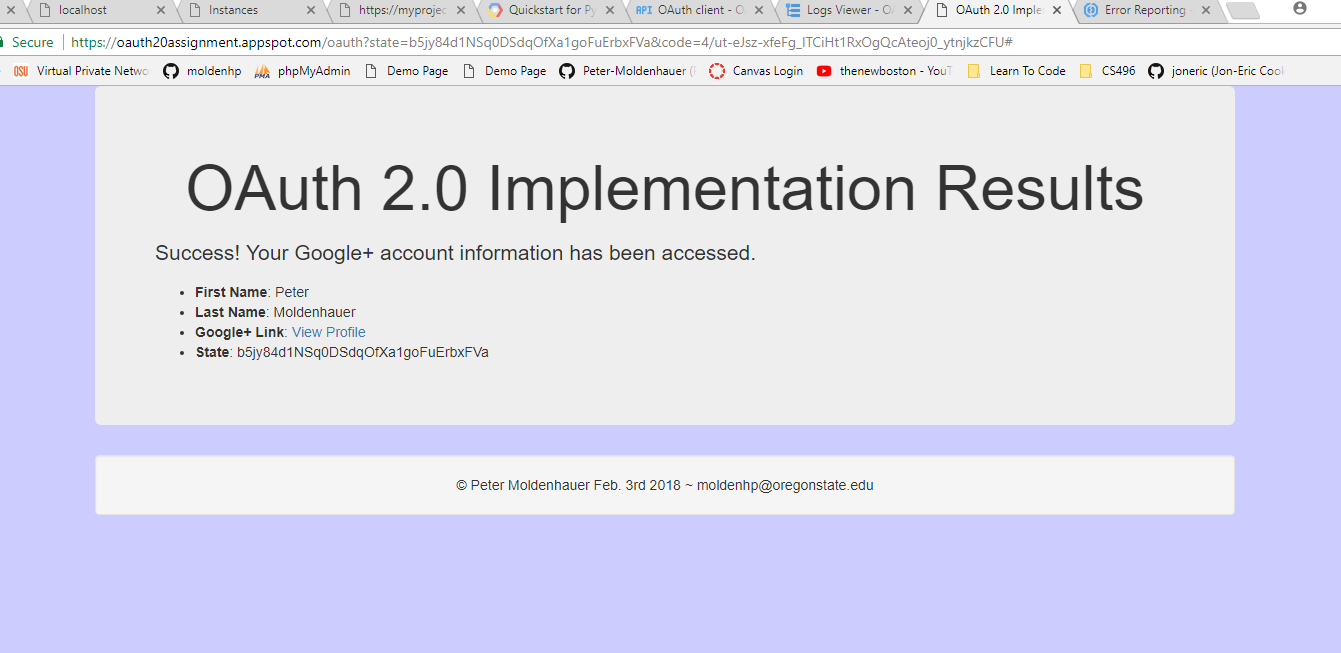 localhost Instances https://myprojec Quickstart for Py API OAuth client - O Logs Viewer - O OAuth 2.0 Imple Error Reporting -
Secure https://oauth20assignment.appspot.com/oauth?state=b5jy84d1NSq0DSdqOfXa1goFuErbxFVa&code=4/ut-eJsz-xfeFg_ITCiHt1RxOgQcAteoj0_ytnjkzCFU#
OSU Virtual Private Netwo moldenhp phpMyAdmin Demo Page Demo Page Peter-Moldenhauer ( Canvas Login thenewboston - YouT Learn To Code CS496 joneric (Jon-Eric Cook
OAuth 2.0 Implementation Results
Success! Your Google+ account information has been accessed.
• First Name: Peter
• Last Name: Moldenhauer
• Google+ Link: View Profile
• State: b5jy84d1NSq0DSdqOfXa1goFuErbxFVa
© Peter Moldenhauer Feb. 3rd 2018 ~ moldenhp@oregonstate.edu